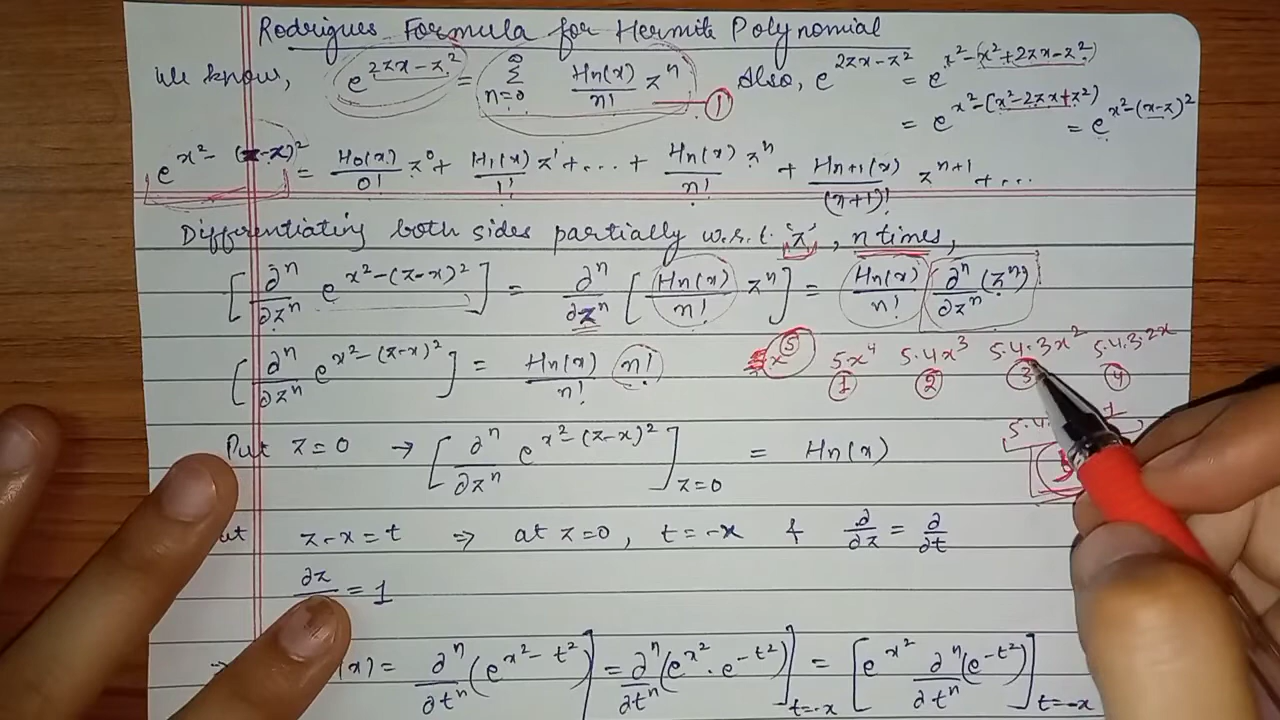 Rodrigues Formula for Hermite Polynomial
We know, e^{2zx-z^2} = ∑_{n=0}^{∞} Hn(x)/n! z^n —① Also, e^{2zx-z^2} = e^{x^2-x^2+2zx-z^2}
= e^{x^2-(x^2-2zx+z^2)} = e^{x^2-(x-z)^2}
e^{x^2-(z-x)^2} = H0(x)/0! z^0 + H1(x)/1! z^1 + ... + Hn(x)/n! z^n + Hn+1(x)/(n+1)! z^{n+1} + ...
Differentiating both sides partially w.r.t. 'z', n times,
[∂^n/∂z^n e^{x^2-(z-x)^2}] = ∂^n/∂z^n [Hn(x)/n! z^n] = Hn(x)/n! ∂^n/∂z^n (z^n)
[∂^n/∂z^n e^{x^2-(z-x)^2}] = Hn(x)/n! n! x^5 5x^4 5.4x^3 5.4.3x^2 5.4.3.2x
① ② ③ ④
5.4. 1
Put z=0 → [∂^n/∂z^n e^{x^2-(z-x)^2}]_{z=0} = Hn(x)
z-x=t ⇒ at z=0, t=-x & ∂/∂z = ∂/∂t
∂z = 1
⇒ (x) = ∂^n/∂t^n (e^{x^2-t^2})] = ∂^n/∂t^n (e^{x^2}.e^{-t^2})]_{t=-x} = [e^{x^2} ∂^n/∂t^n (e^{-t^2})]_{t=-x}